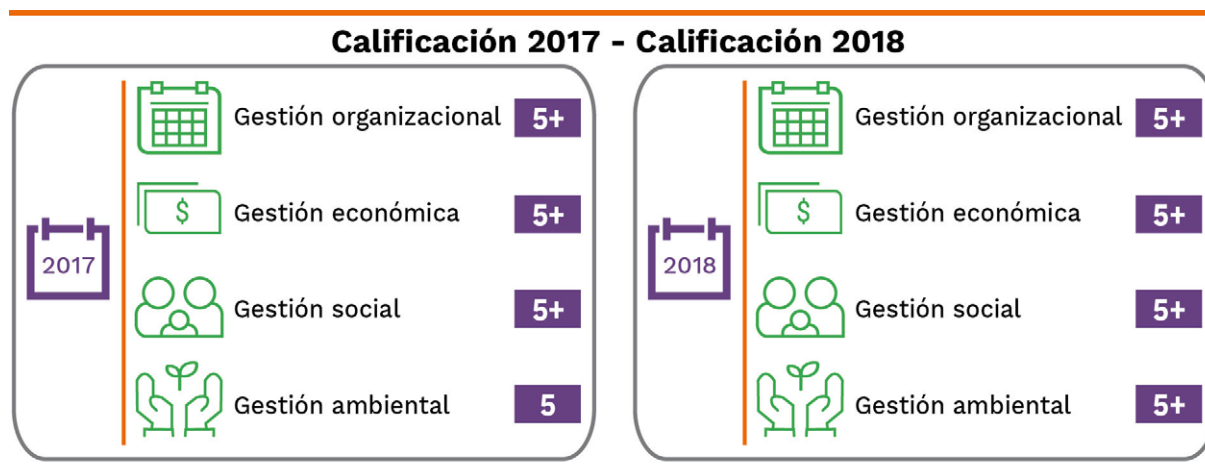 Calificación 2017 - Calificación 2018
2017
Gestión organizacional 5+
$ Gestión económica 5+
Gestión social 5+
Gestión ambiental 5
2018
Gestión organizacional 5+
$ Gestión económica 5+
Gestión social 5+
Gestión ambiental 5+